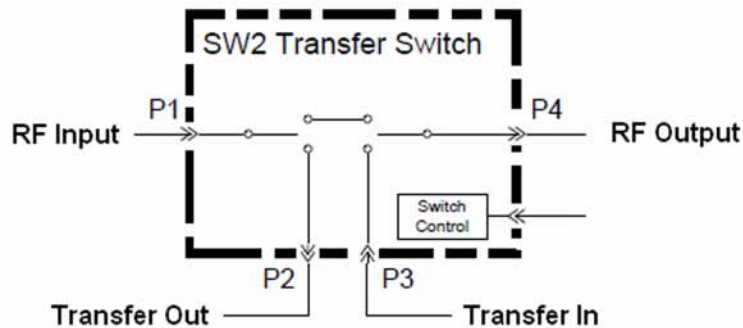 SW2 Transfer Switch
P1
P4
RF Input
RF Output
Switch
Control
P2
P3
Transfer Out
Transfer In